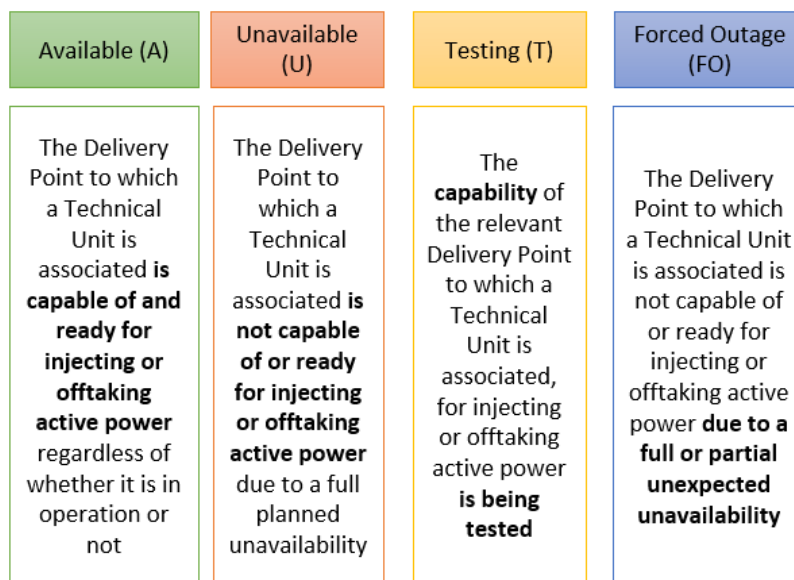 Available (A)
Unavailable
(U)
Testing (T)
Forced Outage
(FO)
The Delivery
Point to which
a Technical
Unit is
associated is
capable of and
ready for
injecting or
offtaking
active power
regardless of
whether it is in
operation or
not
The Delivery
Point to
which a
Technical
Unit is
associated is
not capable
of or ready
for injecting
or offtaking
active power
due to a full
planned
unavailability
The
capability of
the relevant
Delivery Point
to which a
Technical
Unit is
associated,
for injecting
or offtaking
active power
is being
tested
The Delivery
Point to which
a Technical Unit
is associated is
not capable of
or ready for
injecting or
offtaking active
power due to a
full or partial
unexpected
unavailability